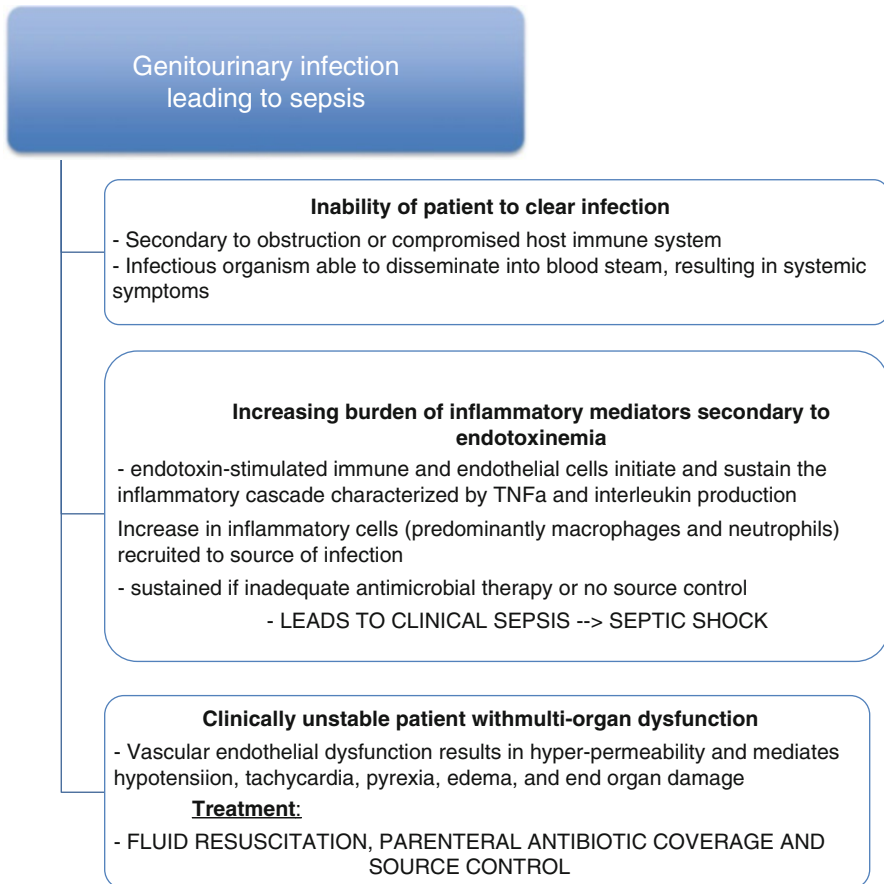 Genitourinary infection
leading to sepsis
Inability of patient to clear infection
- Secondary to obstruction or compromised host immune system
- Infectious organism able to disseminate into blood steam, resulting in systemic
symptoms
Increasing burden of inflammatory mediators secondary to
endotoxinemia
- endotoxin-stimulated immune and endothelial cells initiate and sustain the
inflammatory cascade characterized by TNFa and interleukin production
Increase in inflammatory cells (predominantly macrophages and neutrophils)
recruited to source of infection
- sustained if inadequate antimicrobial therapy or no source control
- LEADS TO CLINICAL SEPSIS --> SEPTIC SHOCK
Clinically unstable patient withmulti-organ dysfunction
- Vascular endothelial dysfunction results in hyper-permeability and mediates
hypotensiion, tachycardia, pyrexia, edema, and end organ damage
Treatment:
- FLUID RESUSCITATION, PARENTERAL ANTIBIOTIC COVERAGE AND
SOURCE CONTROL